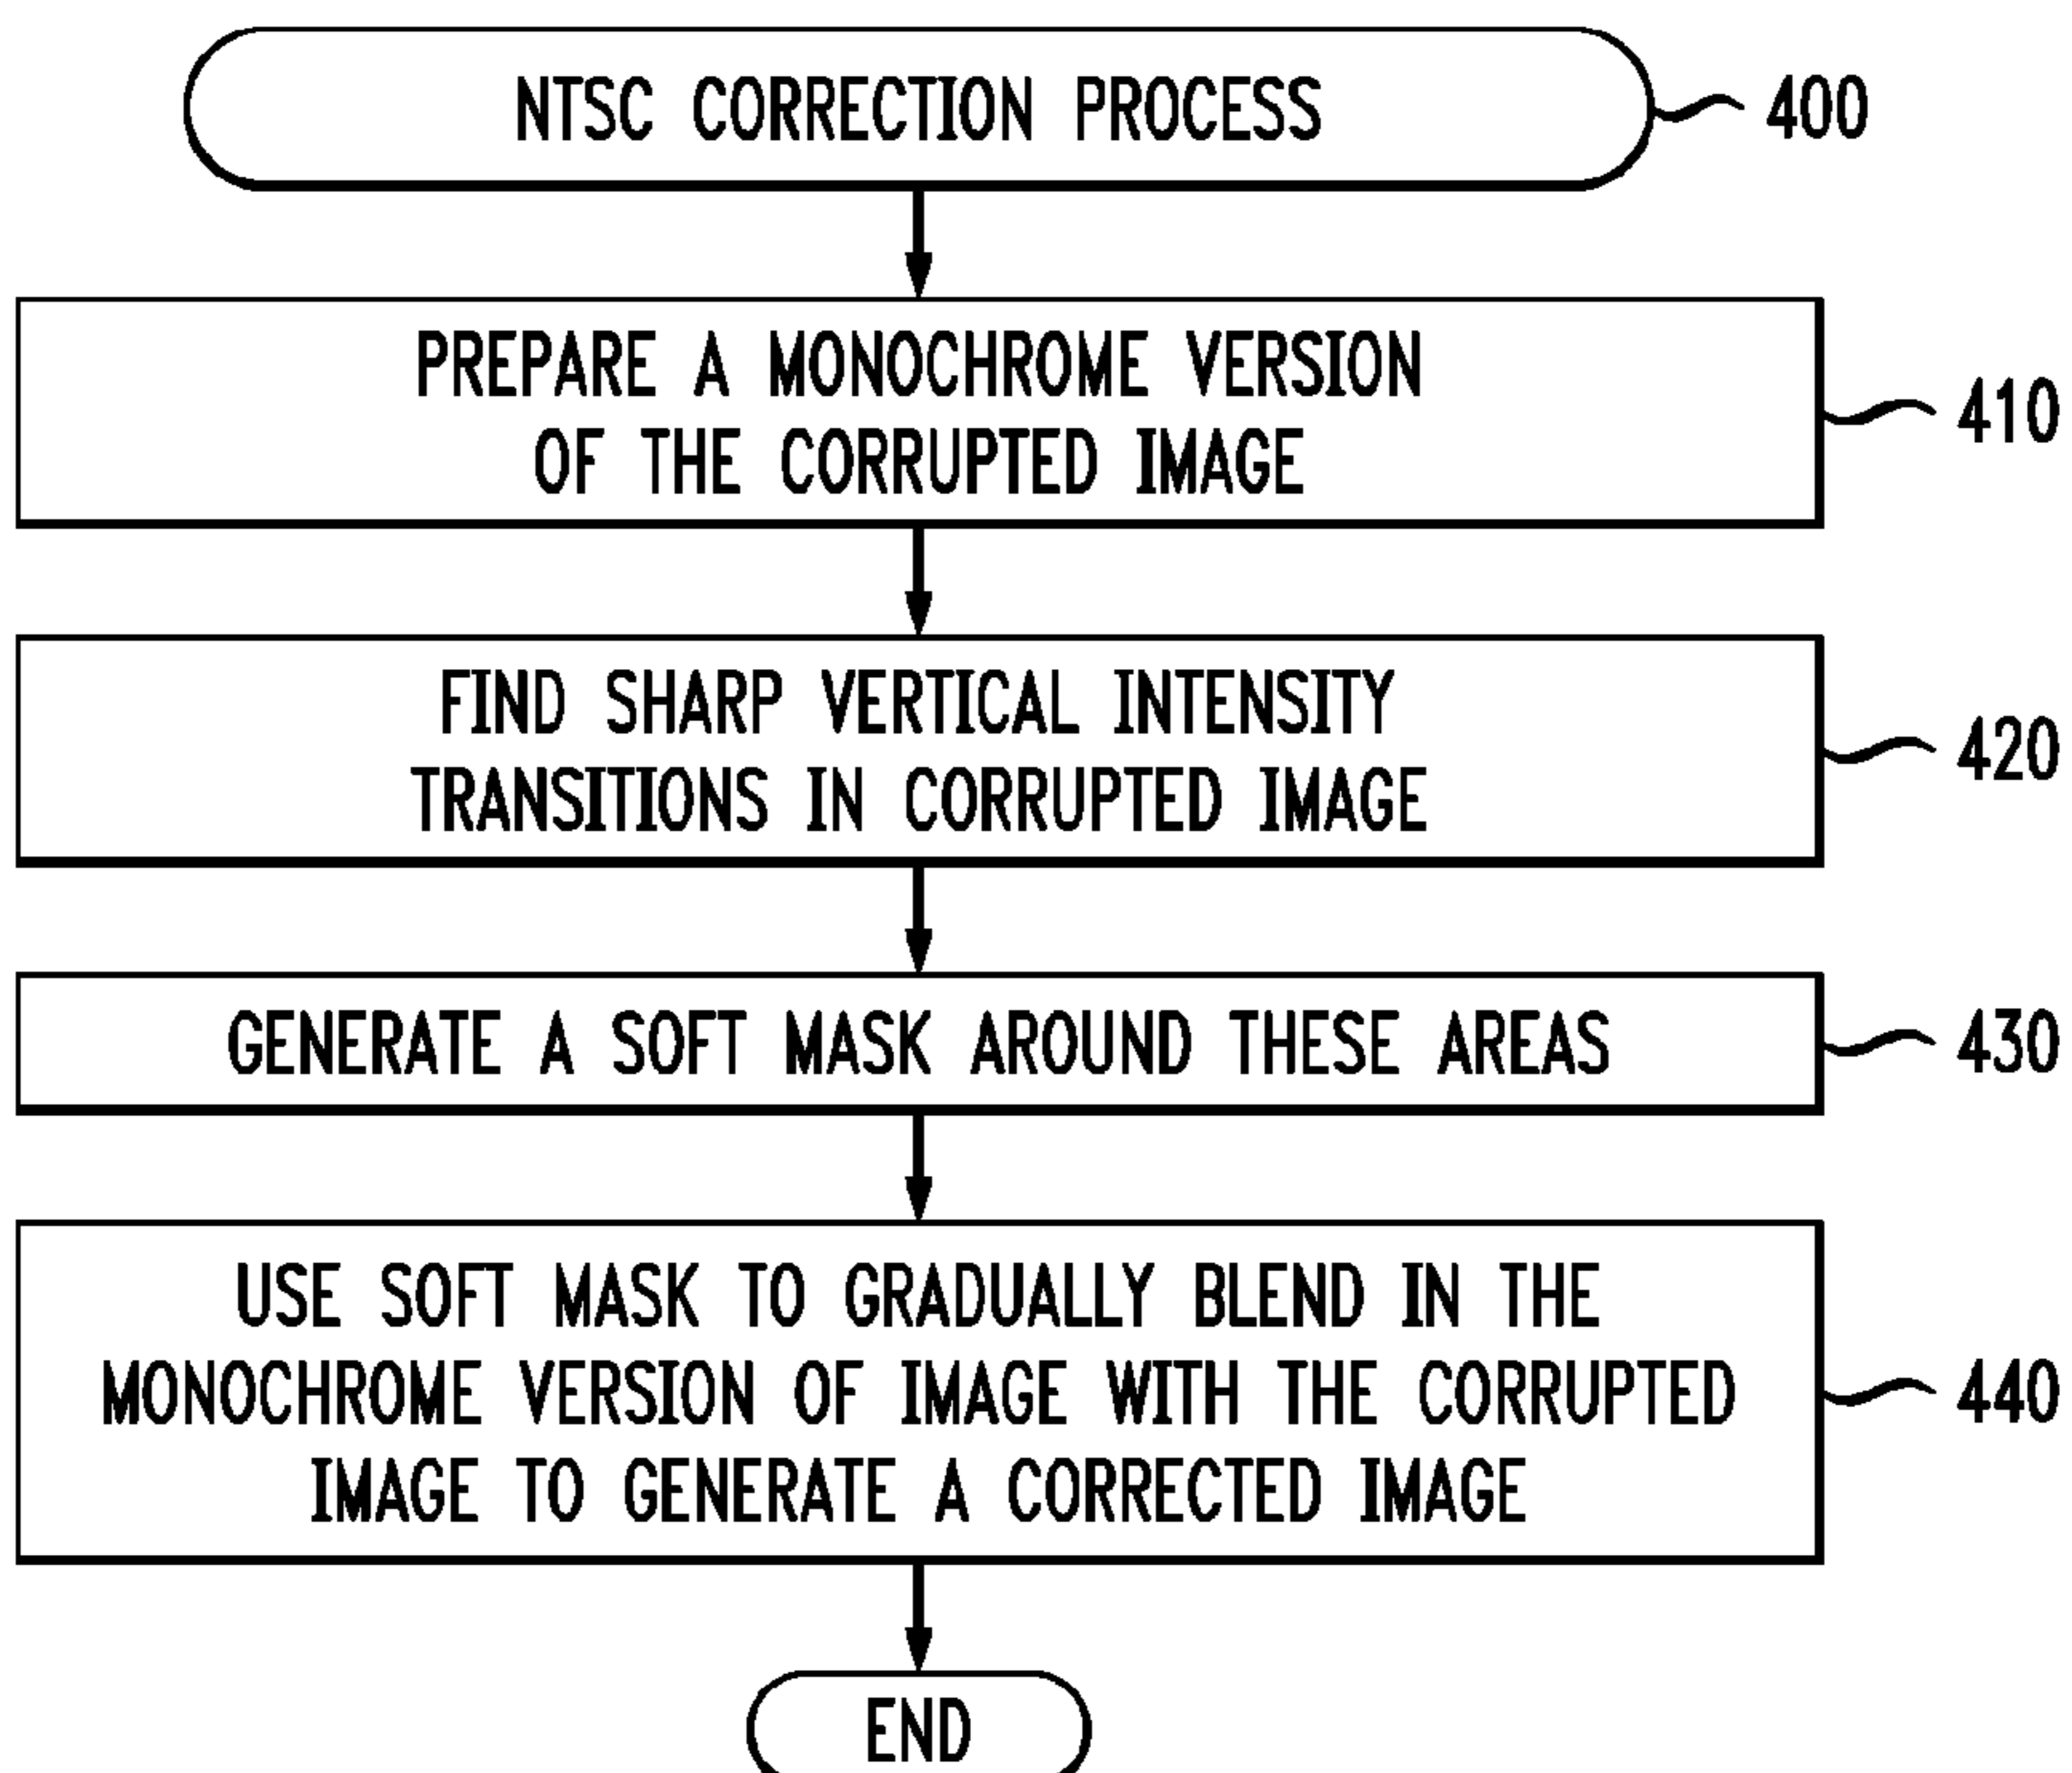 NTSC CORRECTION PROCESS
400
PREPARE A MONOCHROME VERSION
OF THE CORRUPTED IMAGE
410
FIND SHARP VERTICAL INTENSITY
TRANSITIONS IN CORRUPTED IMAGE
420
GENERATE A SOFT MASK AROUND THESE AREAS
430
USE SOFT MASK TO GRADUALLY BLEND IN THE
MONOCHROME VERSION OF IMAGE WITH THE CORRUPTED
IMAGE TO GENERATE A CORRECTED IMAGE
440
END